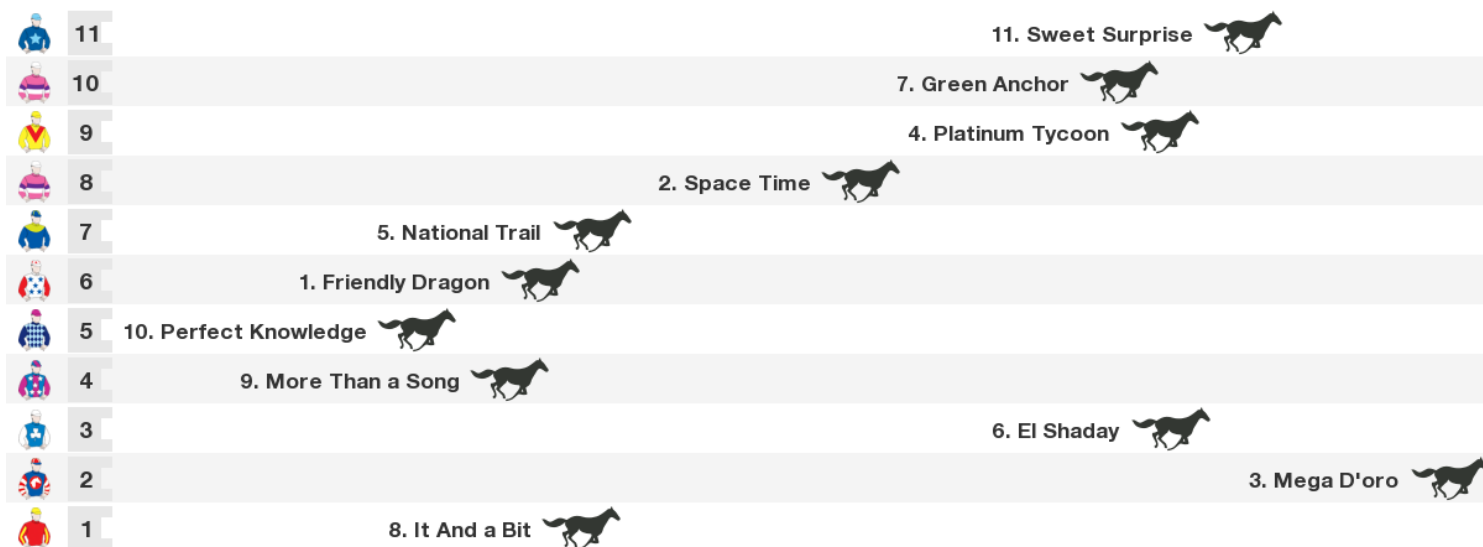 11 11. Sweet Surprise
10 7. Green Anchor
9 4. Platinum Tycoon
8 2. Space Time
7 5. National Trail
6 1. Friendly Dragon
5 10. Perfect Knowledge
4 9. More Than a Song
3 6. El Shaday
2 3. Mega D'oro
1 8. It And a Bit